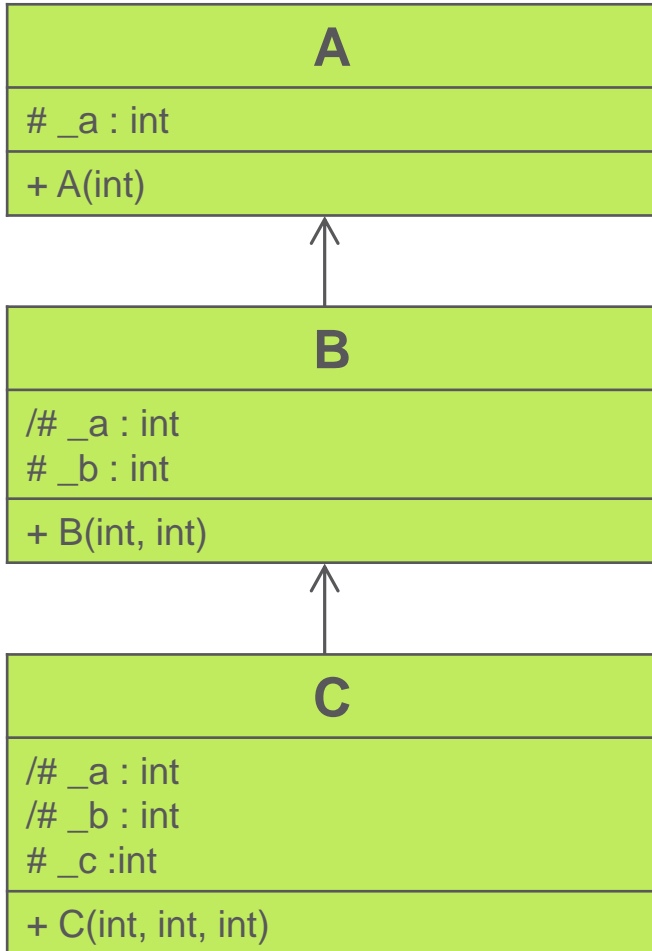 A
# _a : int
+ A(int)
B
/# _a : int
# _b : int
+ B(int, int)
C
/# _a : int
/# _b : int
# _c :int
+ C(int, int, int)